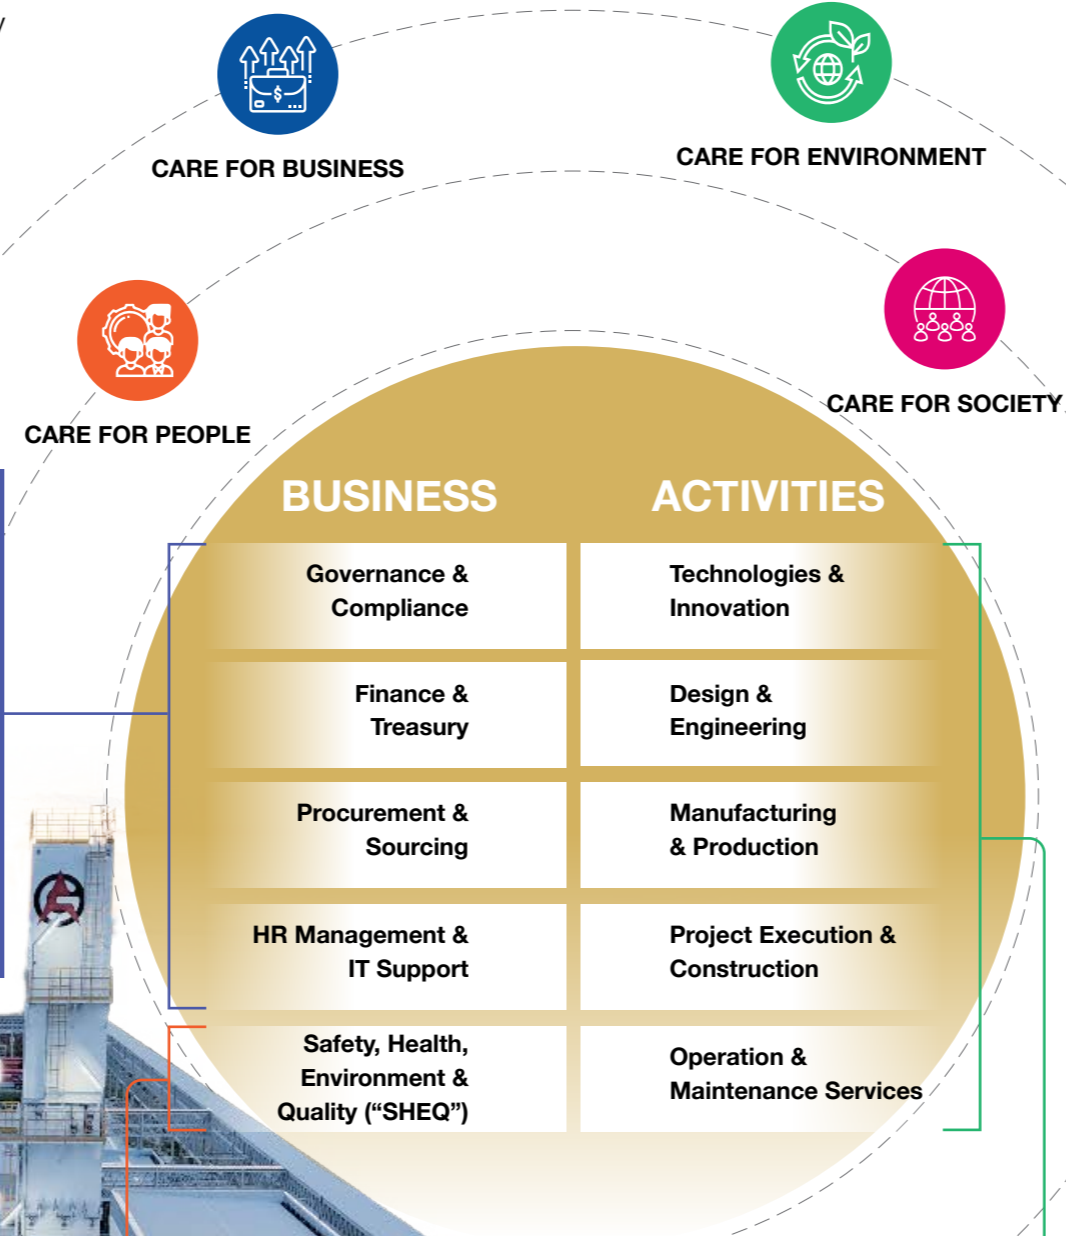 CARE FOR BUSINESS
CARE FOR ENVIRONMENT
CARE FOR PEOPLE
CARE FOR SOCIETY
BUSINESS ACTIVITIES
Governance &
Compliance
Technologies &
Innovation
Finance &
Treasury
Design &
Engineering
Procurement &
Sourcing
Manufacturing
& Production
HR Management &
IT Support
Project Execution &
Construction
Safety, Health,
Environment &
Quality (“SHEQ”)
Operation &
Maintenance Services